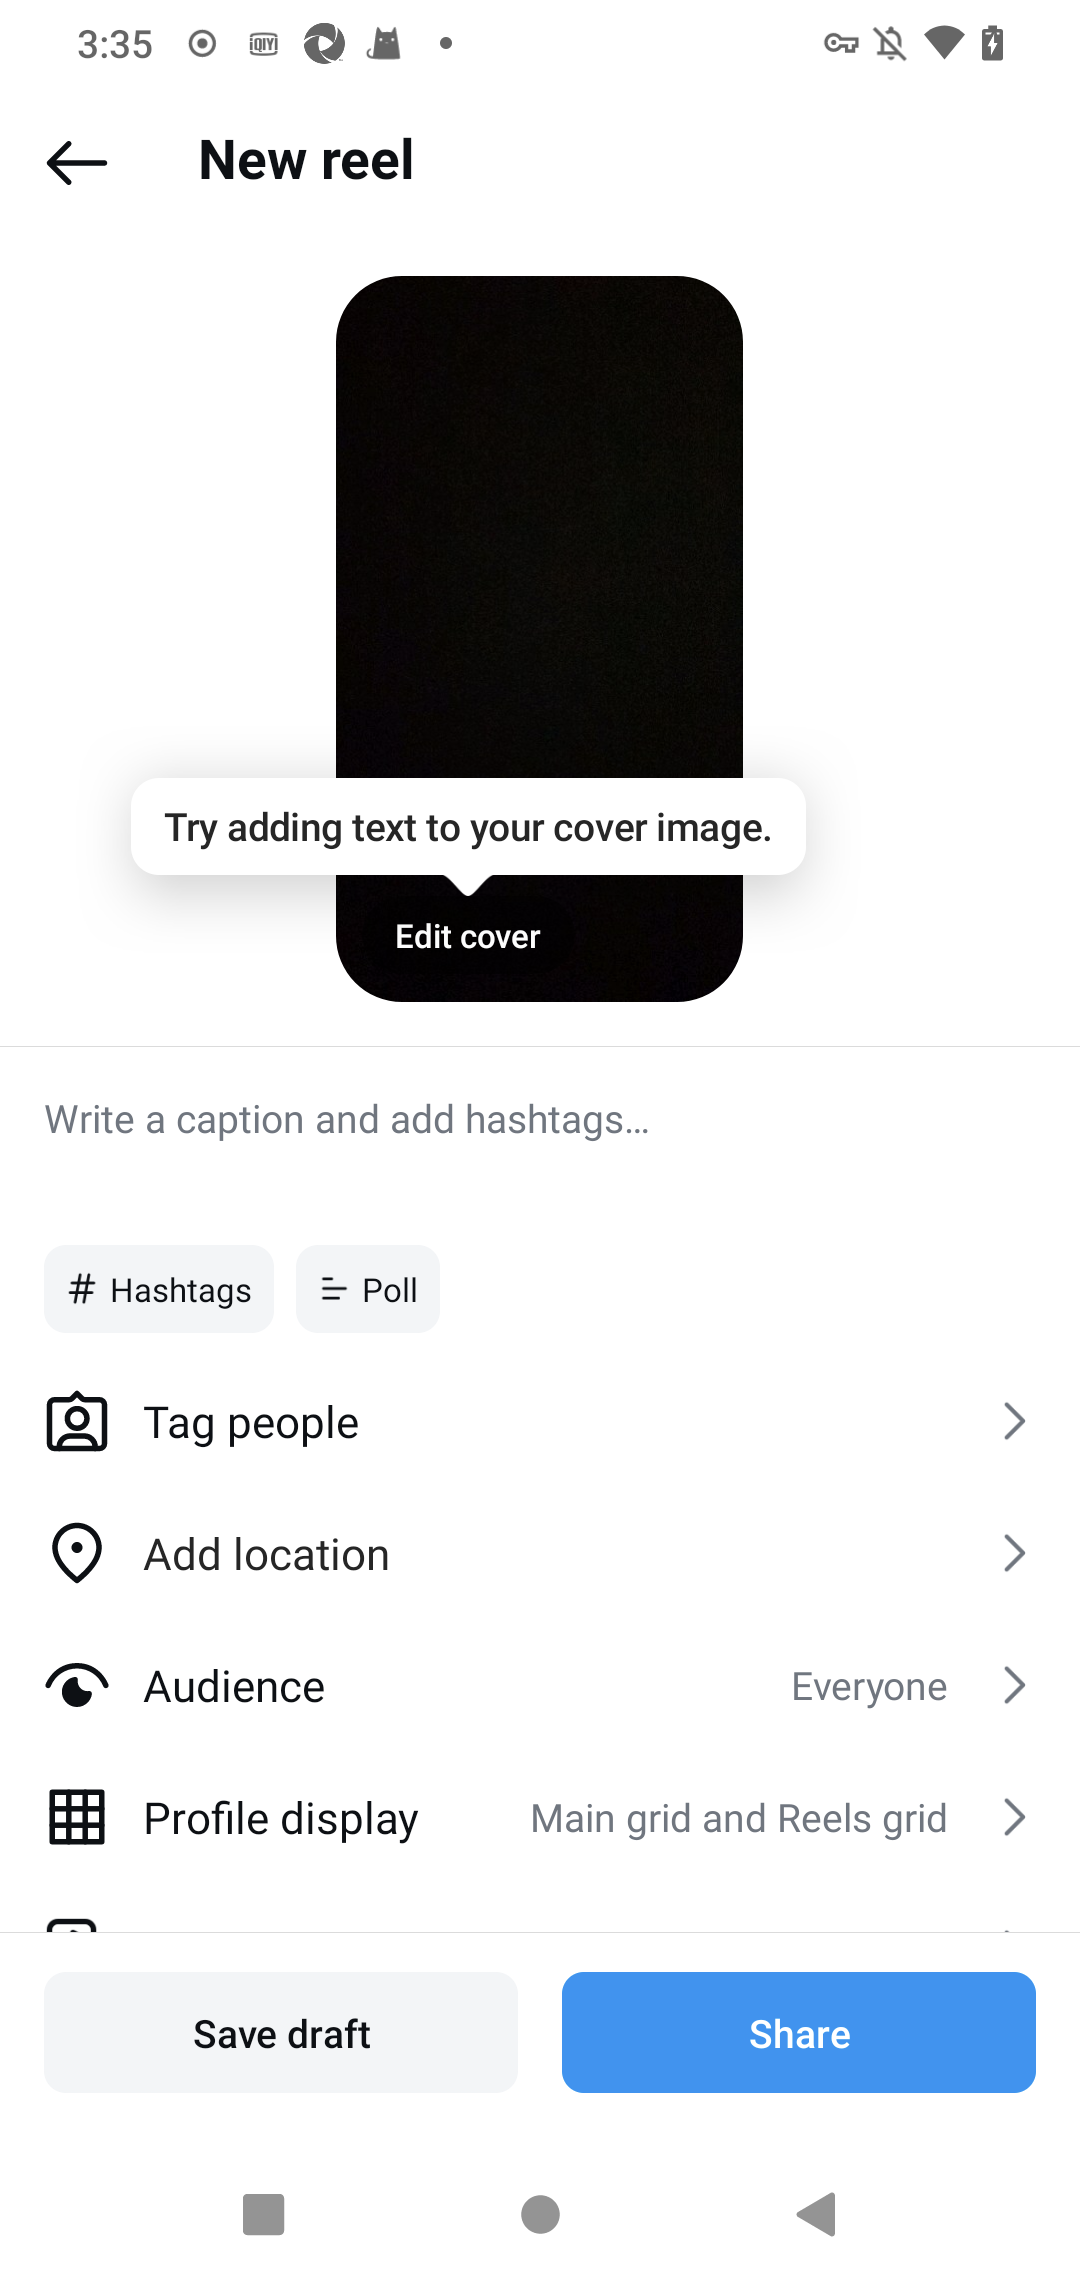 3:35
iQIYI
New reel
Try adding text to your cover image.
Edit cover
Write a caption and add hashtags...
# Hashtags
Poll
Tag people
Add location
Audience
Everyone
Profile display
Main grid and Reels grid
Save draft
Share